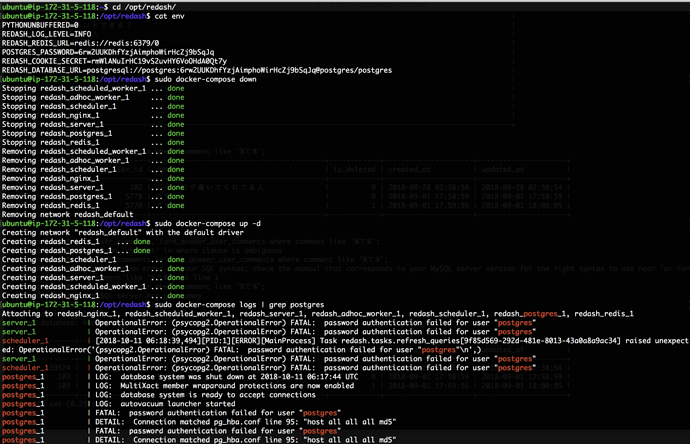 ubuntu@ip-172-31-5-118:~$ cd /opt/redash/
ubuntu@ip-172-31-5-118:/opt/redash$ cat env
PYTHONUNBUFFERED=0
REDASH_LOG_LEVEL=INFO
REDASH_REDIS_URL=redis://redis:6379/0
POSTGRES_PASSWORD=6rw2UUKDhfYzjAimphoWirHcZj9bSqJq
REDASH_COOKIE_SECRET=rmWlANuIrHC19vS2uvHY6VoOHdA0Qt7y
REDASH_DATABASE_URL=postgresql://postgres:6rw2UUKDhfYzjAimphoWirHcZj9bSqJq@postgres/postgres
ubuntu@ip-172-31-5-118:/opt/redash$ sudo docker-compose down
Stopping redash_scheduled_worker_1 ... done
Stopping redash_adhoc_worker_1 ... done
Stopping redash_scheduler_1 ... done
Stopping redash_nginx_1 ... done
Stopping redash_server_1 ... done
Stopping redash_postgres_1 ... done
Stopping redash_redis_1 ... done
Removing redash_scheduled_worker_1 ... done
Removing redash_adhoc_worker_1 ... done
Removing redash_scheduler_1 ... done
Removing redash_nginx_1 ... done
Removing redash_server_1 ... done
Removing redash_postgres_1 ... done
Removing redash_redis_1 ... done
Removing network redash_default
ubuntu@ip-172-31-5-118:/opt/redash$ sudo docker-compose up -d
Creating network "redash_default" with the default driver
Creating redash_redis_1 ... done
Creating redash_postgres_1 ... done
Creating redash_scheduler_1 ... done
Creating redash_adhoc_worker_1 ... done
Creating redash_server_1 ... done
Creating redash_scheduled_worker_1 ... done
Creating redash_nginx_1 ... done
ubuntu@ip-172-31-5-118:/opt/redash$ sudo docker-compose logs | grep postgres
Attaching to redash_nginx_1, redash_scheduled_worker_1, redash_server_1, redash_adhoc_worker_1, redash_scheduler_1, redash_postgres_1, redash_redis_1
server_1 | OperationalError: (psycopg2.OperationalError) FATAL: password authentication failed for user "postgres"
server_1 | OperationalError: (psycopg2.OperationalError) FATAL: password authentication failed for user "postgres"
scheduler_1 | [2018-10-11 06:18:39,494][PID:1][ERROR][MainProcess] Task redash.tasks.refresh_queries[9f85d569-292d-481e-8013-43a0a8a9ac34] raised unexpect
ed: OperationalError('(psycopg2.OperationalError) FATAL: password authentication failed for user "postgres"\n',)
server_1 | OperationalError: (psycopg2.OperationalError) FATAL: password authentication failed for user "postgres"
scheduler_1 | OperationalError: (psycopg2.OperationalError) FATAL: password authentication failed for user "postgres"
postgres_1 | LOG: database system was shut down at 2018-10-11 06:17:44 UTC
postgres_1 | LOG: MultiXact member wraparound protections are now enabled
postgres_1 | LOG: database system is ready to accept connections
postgres_1 | LOG: autovacuum launcher started
postgres_1 | FATAL: password authentication failed for user "postgres"
postgres_1 | DETAIL: Connection matched pg_hba.conf line 95: "host all all all md5"
postgres_1 | FATAL: password authentication failed for user "postgres"
postgres_1 | DETAIL: Connection matched pg_hba.conf line 95: "host all all all md5"